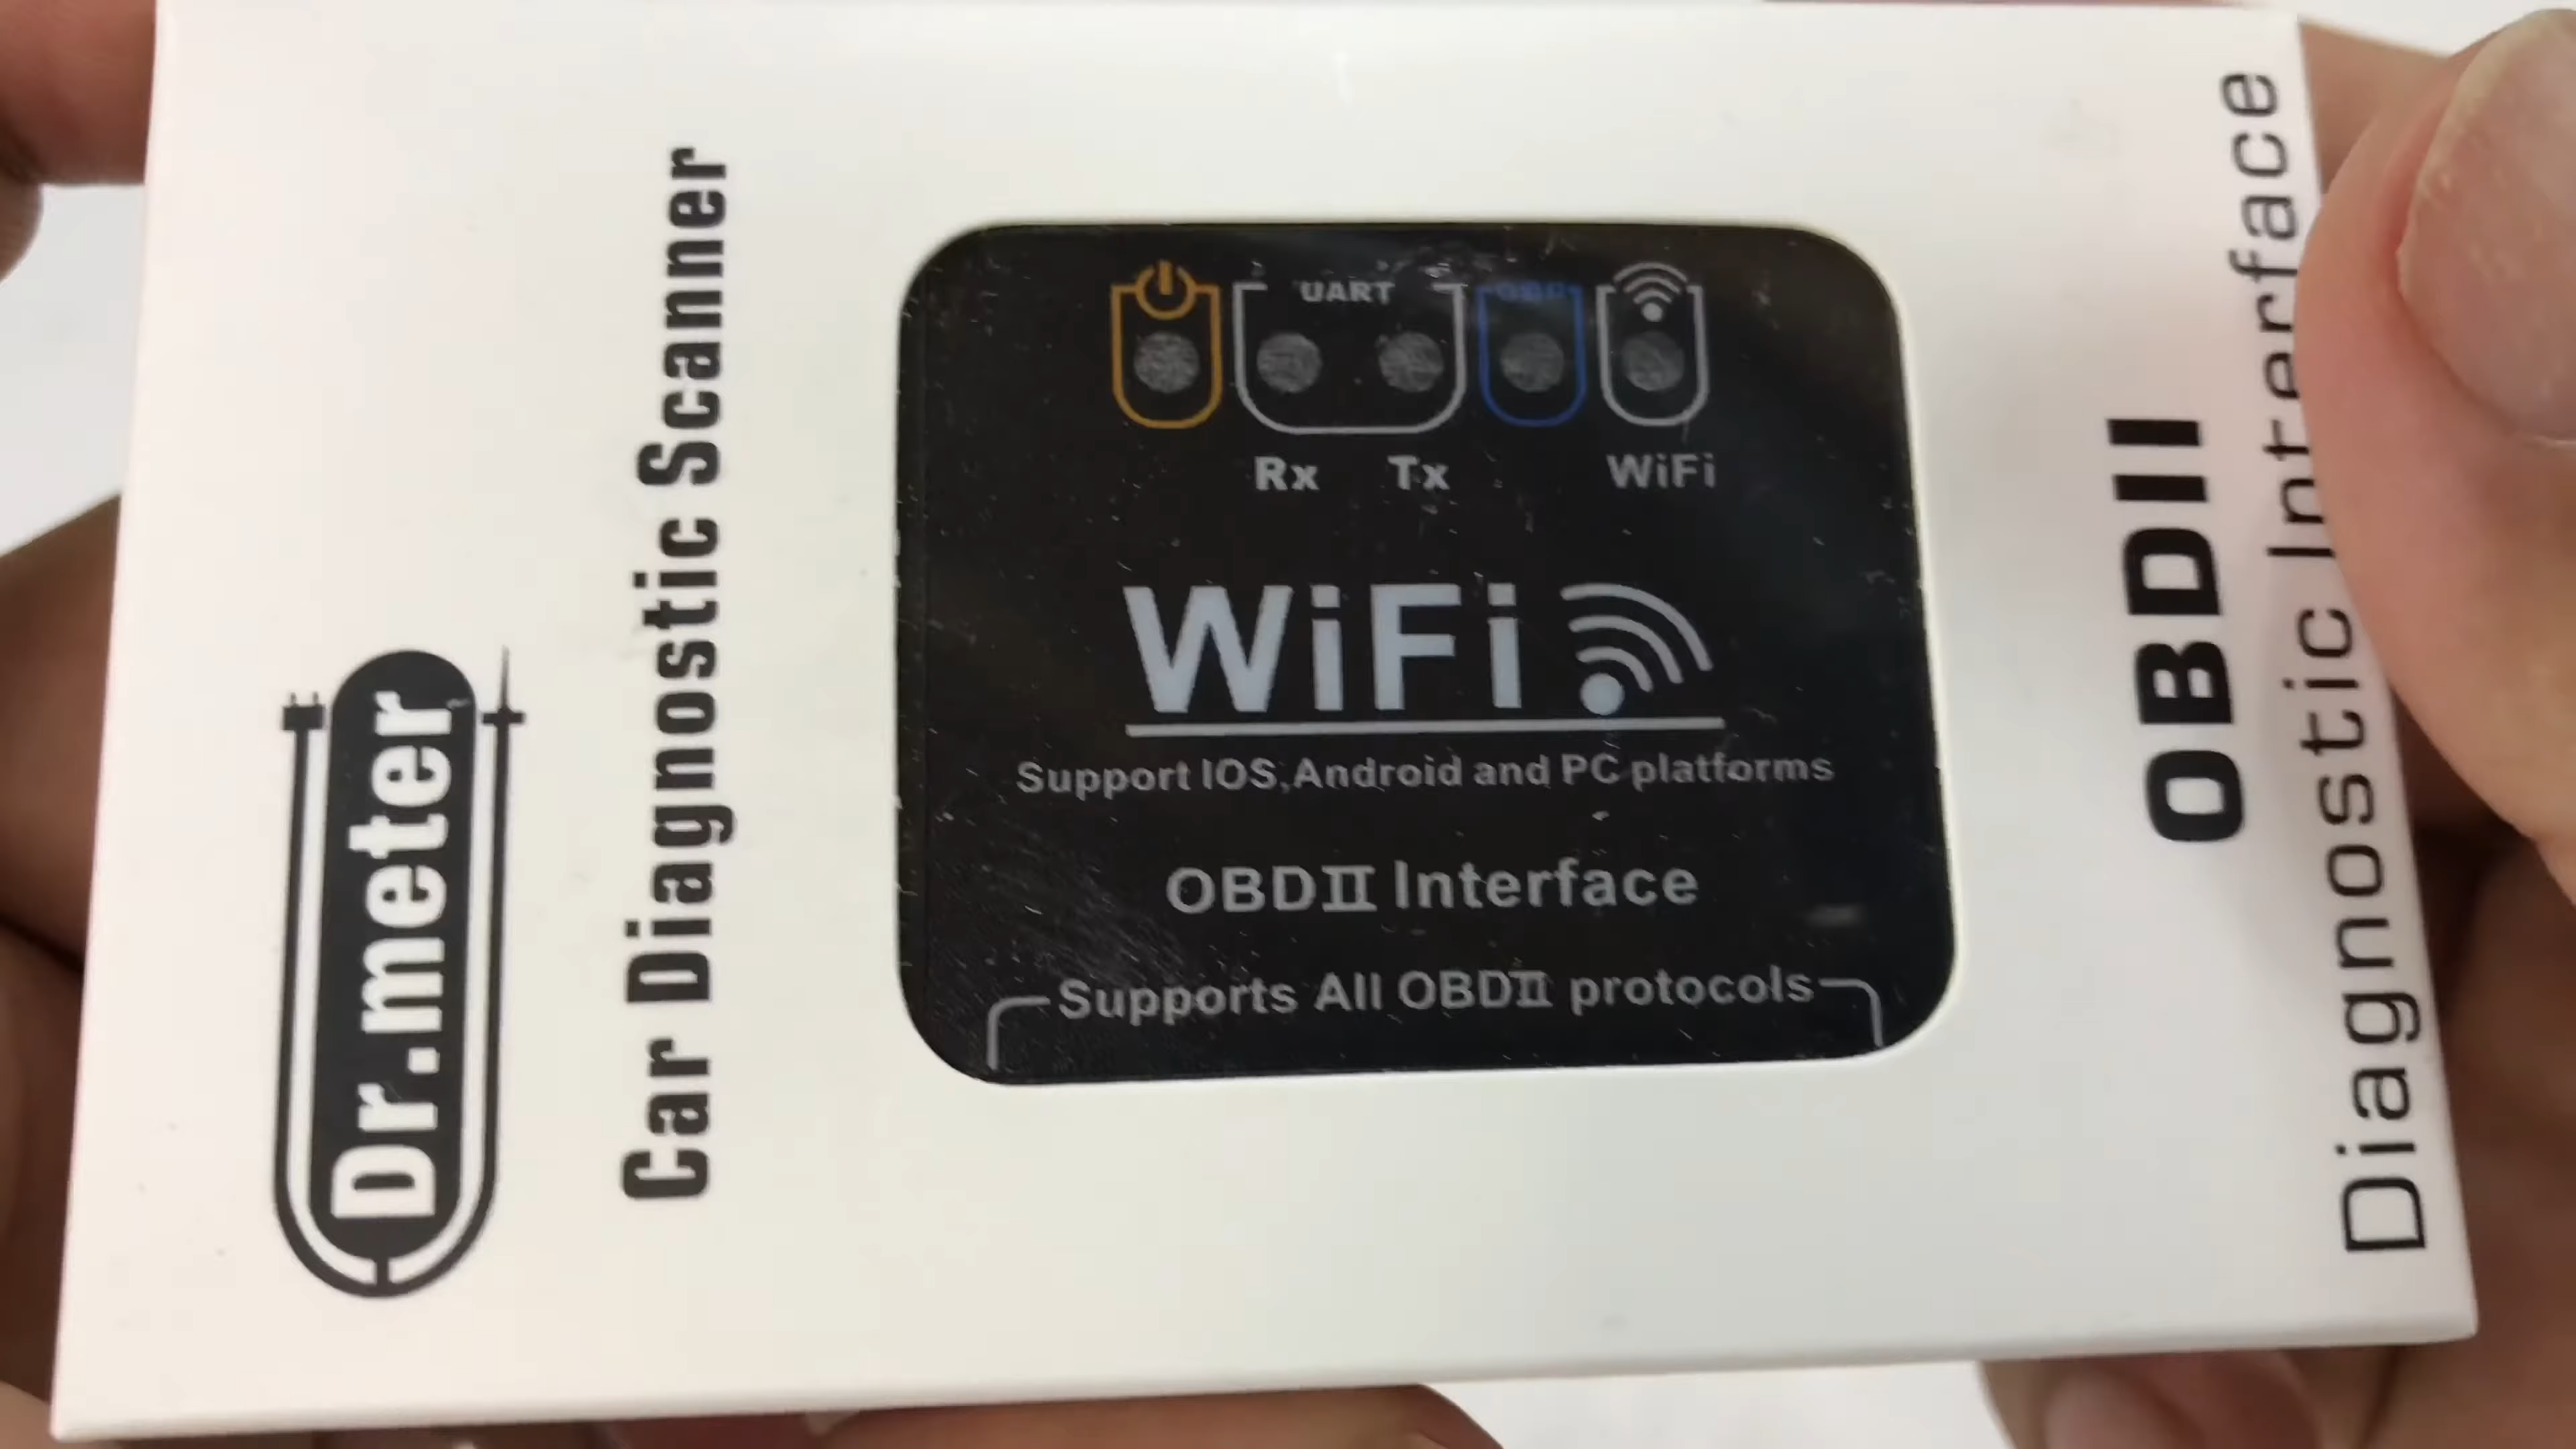 Dr.meter
Car Diagnostic Scanner
UART
Rx Tx WiFi
WiFi
Support IOS,Android and PC platforms
OBDII Interface
Supports All OBDII protocols
OBDII
Diagnostic Interface